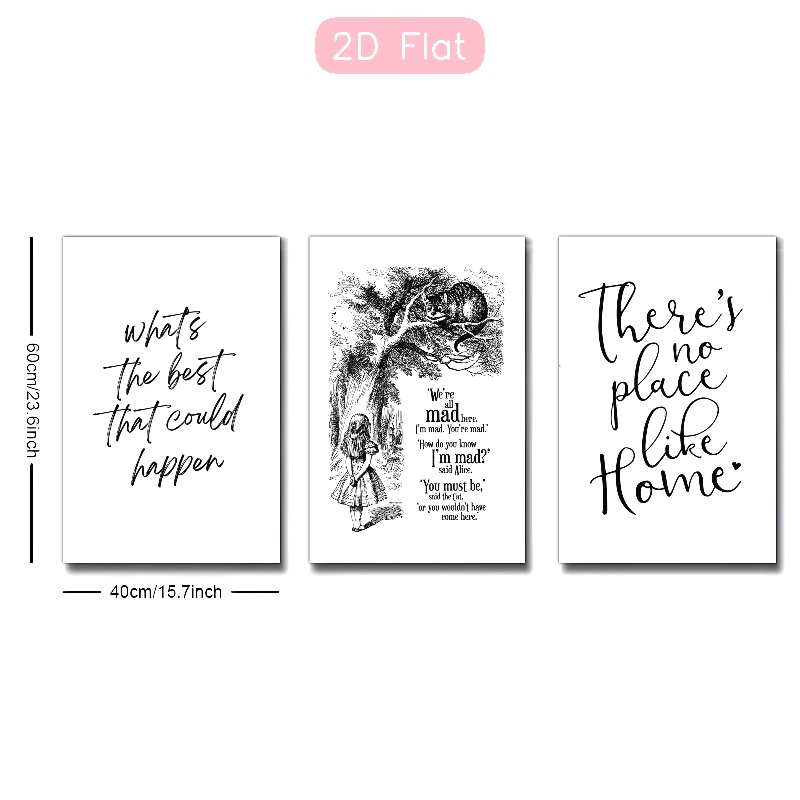 2D Flat
60cm/23.6inch
40cm/15.7inch
what's
the best
that could
happen
"We're
all
mad here.
I'm mad. You're mad."
"How do you know
I'm mad?"
said Alice.
"You must be,"
said the Cat,
"or you wouldn't have
come here."
There's
no
place
like
Home